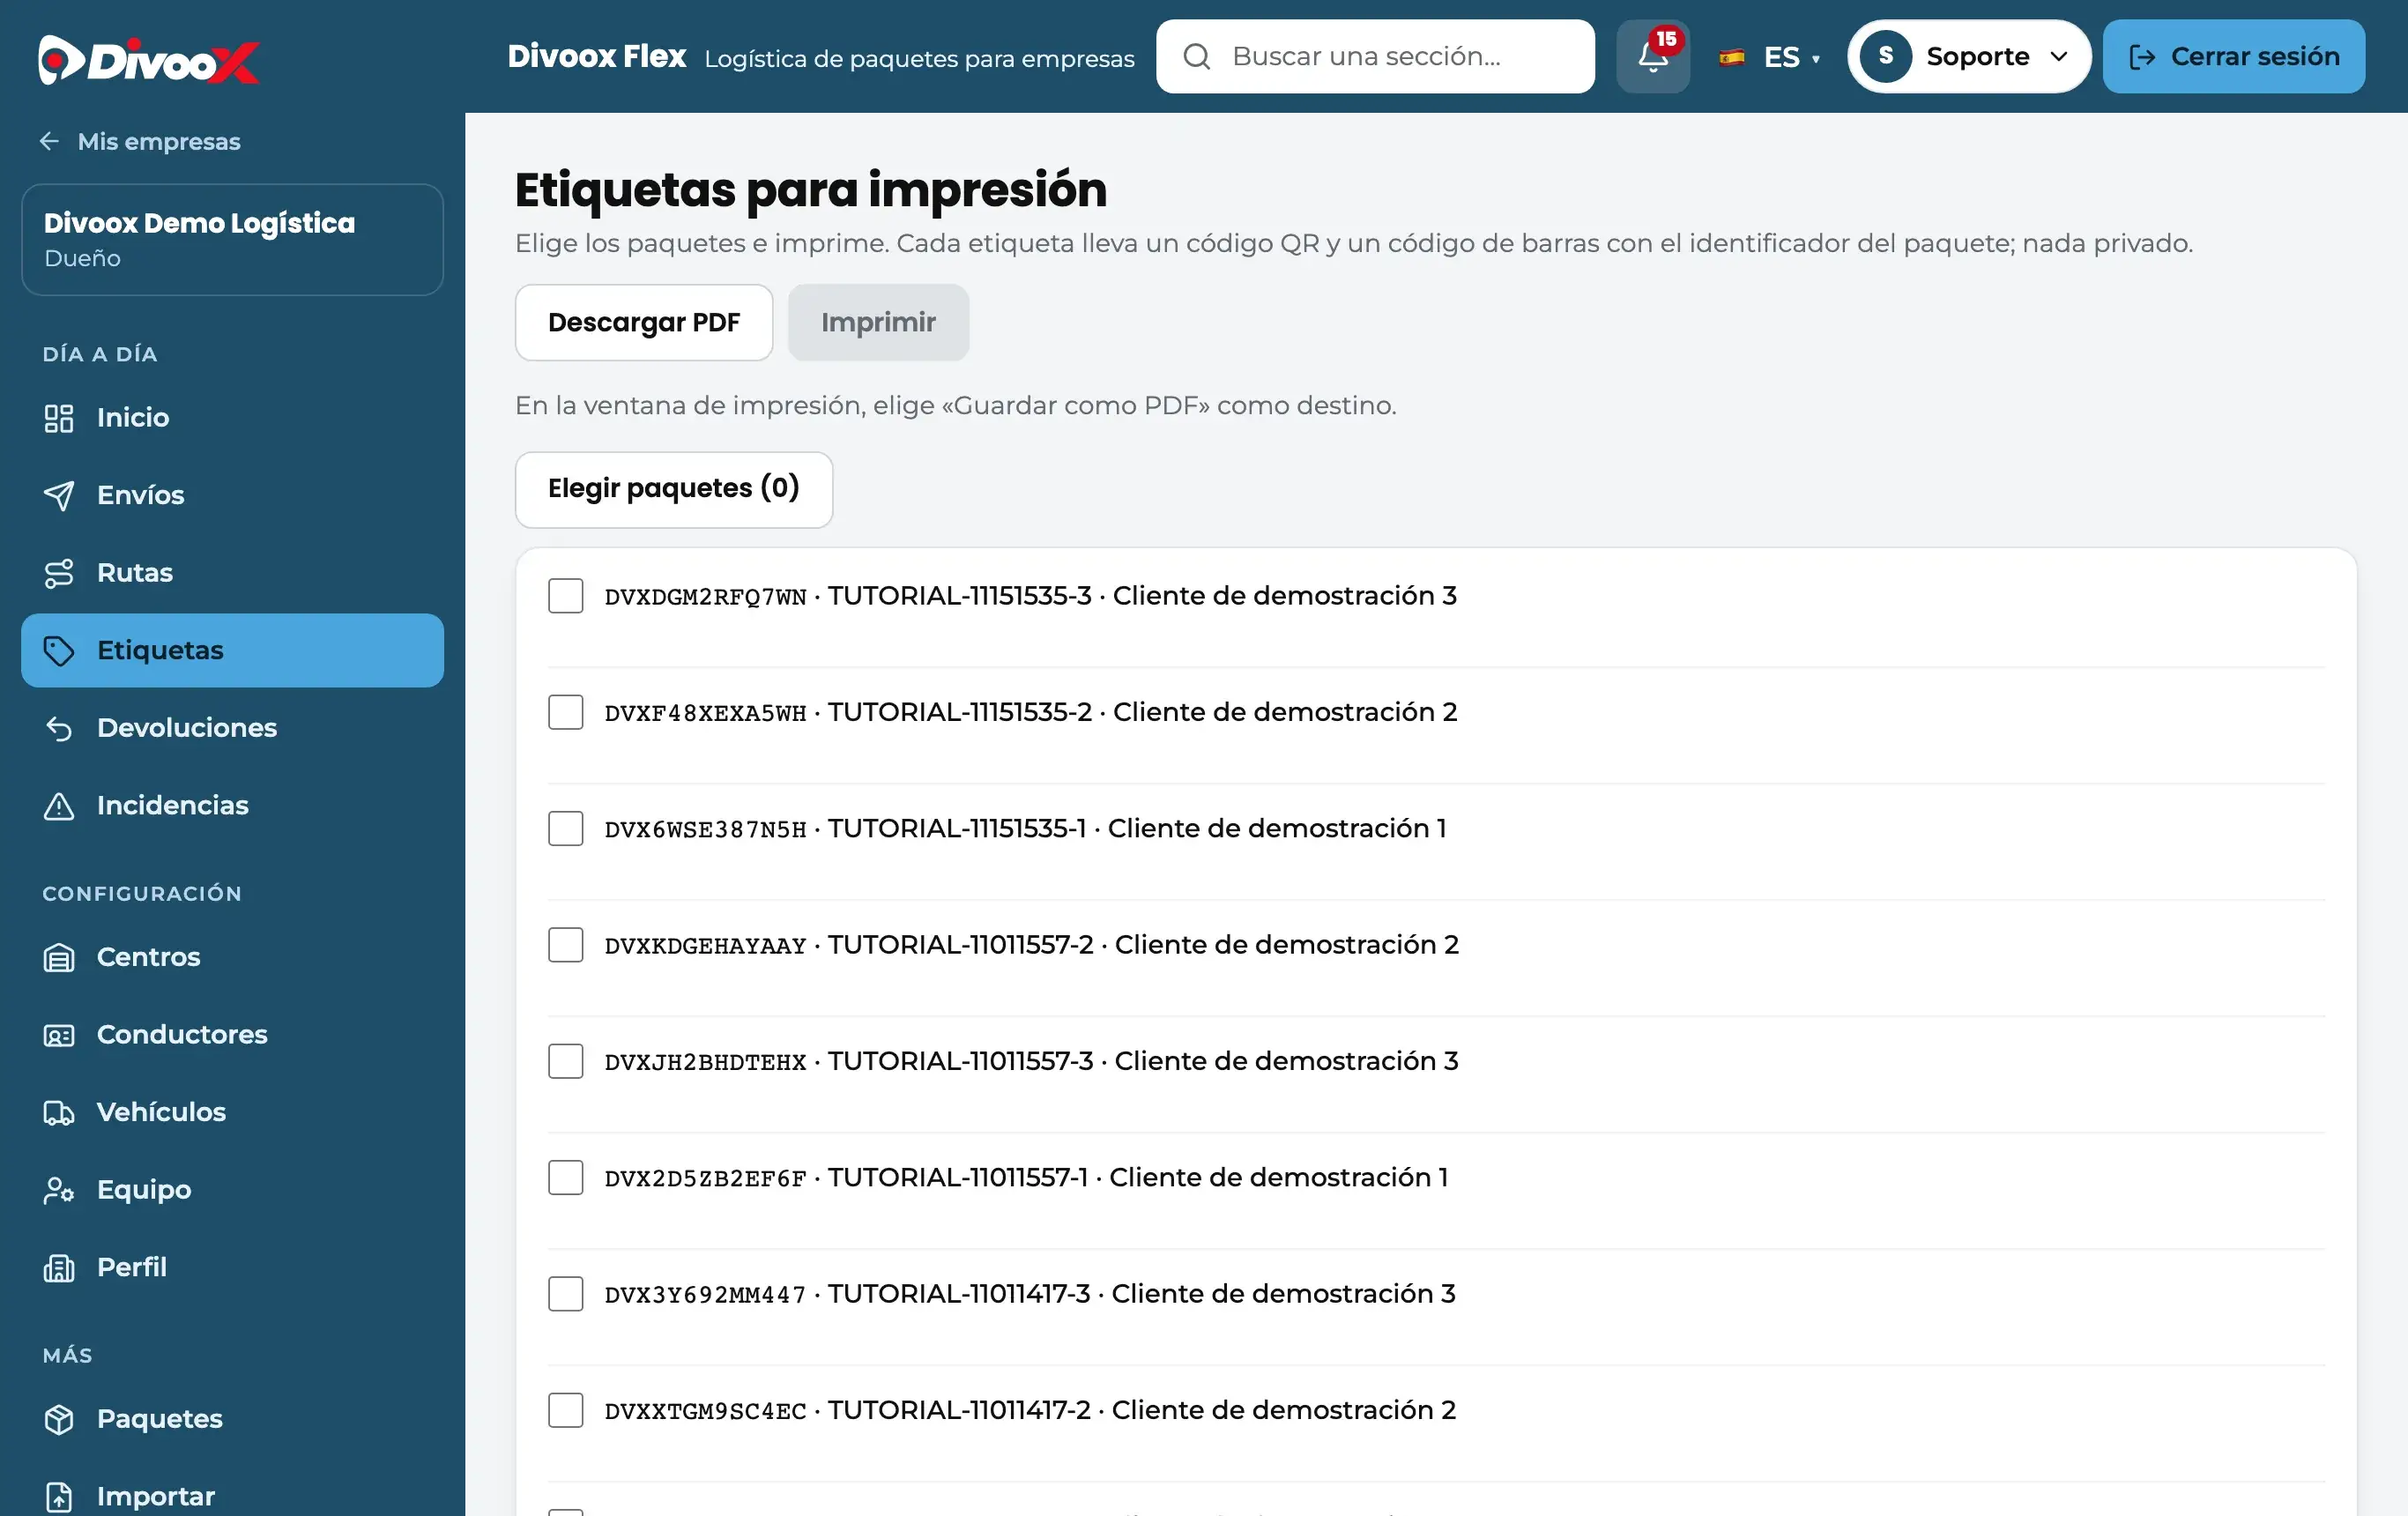 DivooX
Divoox Flex Logística de paquetes para empresas
Buscar una sección...
15
ES
S Soporte
Cerrar sesión
Mis empresas
Divoox Demo Logística
Dueño
DÍA A DÍA
Inicio
Envíos
Rutas
Etiquetas
Devoluciones
Incidencias
CONFIGURACIÓN
Centros
Conductores
Vehículos
Equipo
Perfil
MÁS
Paquetes
Importar
Etiquetas para impresión
Elige los paquetes e imprime. Cada etiqueta lleva un código QR y un código de barras con el identificador del paquete; nada privado.
Descargar PDF
Imprimir
En la ventana de impresión, elige «Guardar como PDF» como destino.
Elegir paquetes (0)
DVXDGM2RFQ7WN · TUTORIAL-11151535-3 · Cliente de demostración 3
DVXF48XEXA5WH · TUTORIAL-11151535-2 · Cliente de demostración 2
DVX6WSE387N5H · TUTORIAL-11151535-1 · Cliente de demostración 1
DVXKDGEHAYAAY · TUTORIAL-11011557-2 · Cliente de demostración 2
DVXJH2BHDTEHX · TUTORIAL-11011557-3 · Cliente de demostración 3
DVX2D5ZB2EF6F · TUTORIAL-11011557-1 · Cliente de demostración 1
DVX3Y692MM447 · TUTORIAL-11011417-3 · Cliente de demostración 3
DVXXTGM9SC4EC · TUTORIAL-11011417-2 · Cliente de demostración 2